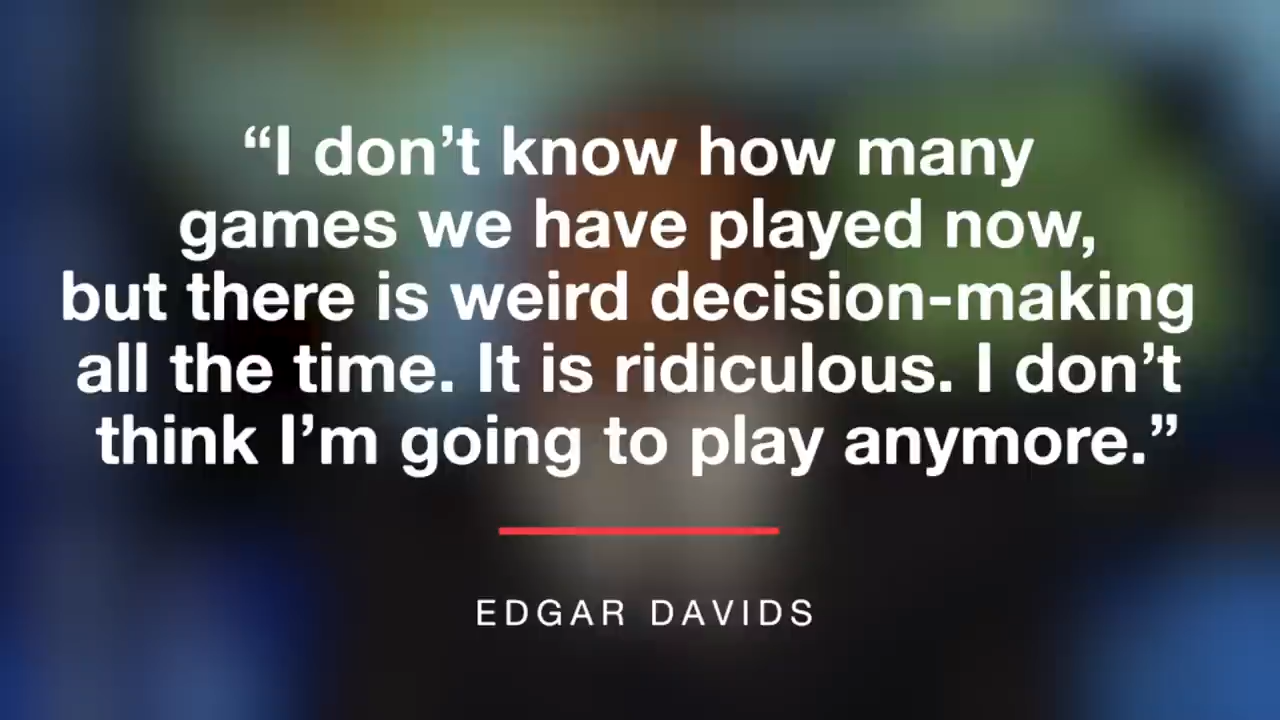 “I don’t know how many
games we have played now,
but there is weird decision-making
all the time. It is ridiculous. I don’t
think I’m going to play anymore.”
EDGAR DAVIDS